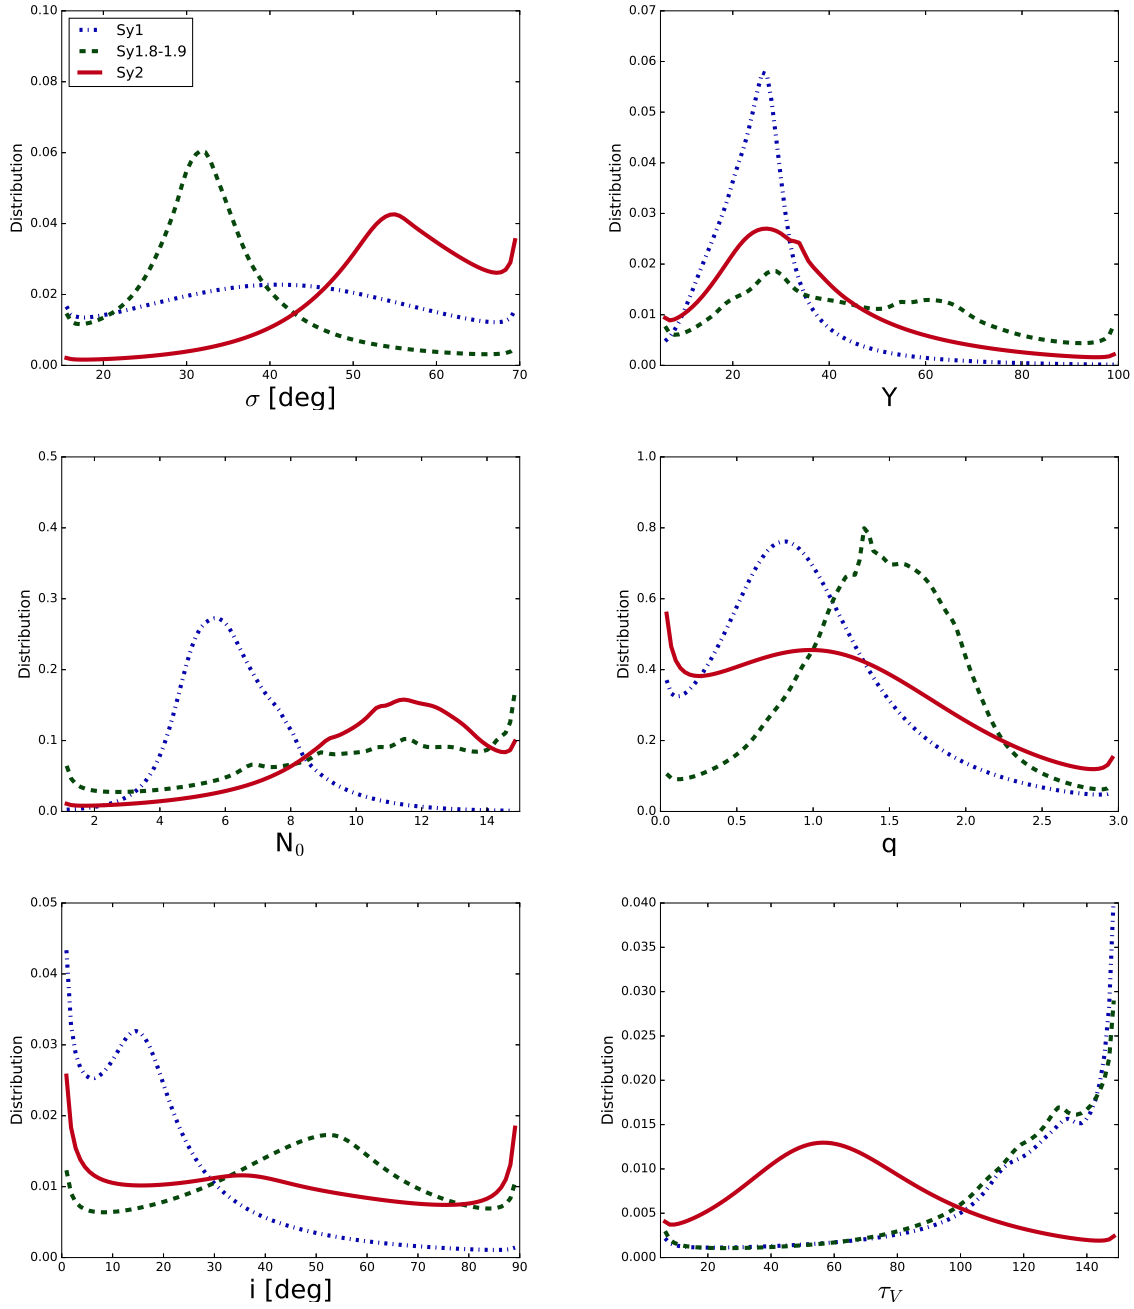 0.10
0.08
0.06
0.04
0.02
0.00
Distribution
Sy1
Sy1.8-1.9
Sy2
20 30 40 50 60 70
σ [deg]
0.07
0.06
0.05
0.04
0.03
0.02
0.01
0.00
Distribution
20 40 60 80 100
Y
0.5
0.4
0.3
0.2
0.1
0.0
Distribution
2 4 6 8 10 12 14
N₀
1.0
0.8
0.6
0.4
0.2
0.0
Distribution
0.0 0.5 1.0 1.5 2.0 2.5 3.0
q
0.05
0.04
0.03
0.02
0.01
0.00
Distribution
0 10 20 30 40 50 60 70 80 90
i [deg]
0.040
0.035
0.030
0.025
0.020
0.015
0.010
0.005
0.000
Distribution
20 40 60 80 100 120 140
τ_V